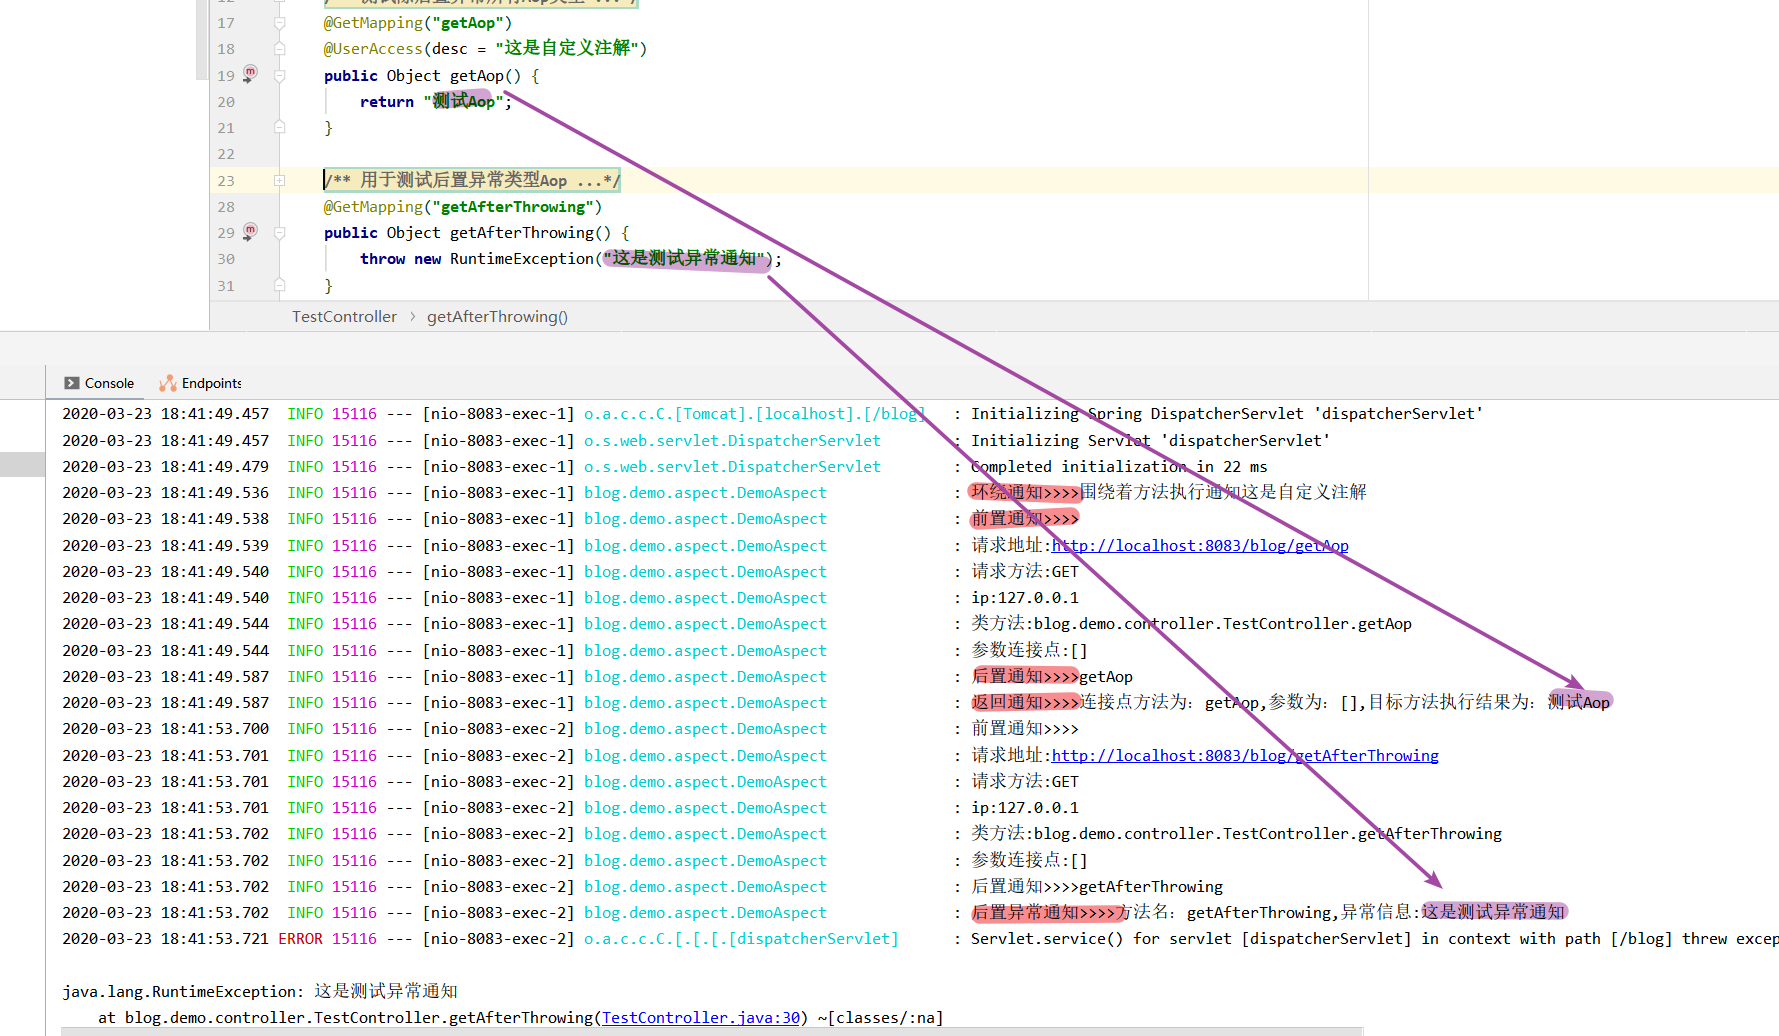 17 @GetMapping("getAop")
18 @UserAccess(desc = "这是自定义注解")
19 public Object getAop() {
20 return "测试Aop";
21 }
22
23 /** 用于测试后置异常类型Aop ...*/
28 @GetMapping("getAfterThrowing")
29 public Object getAfterThrowing() {
30 throw new RuntimeException("这是测试异常通知");
31 }
TestController > getAfterThrowing()
Console Endpoints
2020-03-23 18:41:49.457 INFO 15116 --- [nio-8083-exec-1] o.a.c.c.C.[Tomcat].[localhost].[/blog] : Initializing Spring DispatcherServlet 'dispatcherServlet'
2020-03-23 18:41:49.457 INFO 15116 --- [nio-8083-exec-1] o.s.web.servlet.DispatcherServlet : Initializing Servlet 'dispatcherServlet'
2020-03-23 18:41:49.479 INFO 15116 --- [nio-8083-exec-1] o.s.web.servlet.DispatcherServlet : Completed initialization in 22 ms
2020-03-23 18:41:49.536 INFO 15116 --- [nio-8083-exec-1] blog.demo.aspect.DemoAspect : 环绕通知>>>>围绕着方法执行通知这是自定义注解
2020-03-23 18:41:49.538 INFO 15116 --- [nio-8083-exec-1] blog.demo.aspect.DemoAspect : 前置通知>>>>
2020-03-23 18:41:49.539 INFO 15116 --- [nio-8083-exec-1] blog.demo.aspect.DemoAspect : 请求地址:http://localhost:8083/blog/getAop
2020-03-23 18:41:49.540 INFO 15116 --- [nio-8083-exec-1] blog.demo.aspect.DemoAspect : 请求方法:GET
2020-03-23 18:41:49.540 INFO 15116 --- [nio-8083-exec-1] blog.demo.aspect.DemoAspect : ip:127.0.0.1
2020-03-23 18:41:49.544 INFO 15116 --- [nio-8083-exec-1] blog.demo.aspect.DemoAspect : 类方法:blog.demo.controller.TestController.getAop
2020-03-23 18:41:49.544 INFO 15116 --- [nio-8083-exec-1] blog.demo.aspect.DemoAspect : 参数连接点:[]
2020-03-23 18:41:49.587 INFO 15116 --- [nio-8083-exec-1] blog.demo.aspect.DemoAspect : 后置通知>>>>getAop
2020-03-23 18:41:49.587 INFO 15116 --- [nio-8083-exec-1] blog.demo.aspect.DemoAspect : 返回通知>>>>连接点方法为：getAop,参数为：[],目标方法执行结果为：测试Aop
2020-03-23 18:41:53.700 INFO 15116 --- [nio-8083-exec-2] blog.demo.aspect.DemoAspect : 前置通知>>>>
2020-03-23 18:41:53.701 INFO 15116 --- [nio-8083-exec-2] blog.demo.aspect.DemoAspect : 请求地址:http://localhost:8083/blog/getAfterThrowing
2020-03-23 18:41:53.701 INFO 15116 --- [nio-8083-exec-2] blog.demo.aspect.DemoAspect : 请求方法:GET
2020-03-23 18:41:53.701 INFO 15116 --- [nio-8083-exec-2] blog.demo.aspect.DemoAspect : ip:127.0.0.1
2020-03-23 18:41:53.702 INFO 15116 --- [nio-8083-exec-2] blog.demo.aspect.DemoAspect : 类方法:blog.demo.controller.TestController.getAfterThrowing
2020-03-23 18:41:53.702 INFO 15116 --- [nio-8083-exec-2] blog.demo.aspect.DemoAspect : 参数连接点:[]
2020-03-23 18:41:53.702 INFO 15116 --- [nio-8083-exec-2] blog.demo.aspect.DemoAspect : 后置通知>>>>getAfterThrowing
2020-03-23 18:41:53.702 INFO 15116 --- [nio-8083-exec-2] blog.demo.aspect.DemoAspect : 后置异常通知>>>>方法名：getAfterThrowing,异常信息:这是测试异常通知
2020-03-23 18:41:53.721 ERROR 15116 --- [nio-8083-exec-2] o.a.c.c.C.[.[.[.[dispatcherServlet] : Servlet.service() for servlet [dispatcherServlet] in context with path [/blog] threw excep
java.lang.RuntimeException: 这是测试异常通知
at blog.demo.controller.TestController.getAfterThrowing(TestController.java:30) ~[classes/:na]